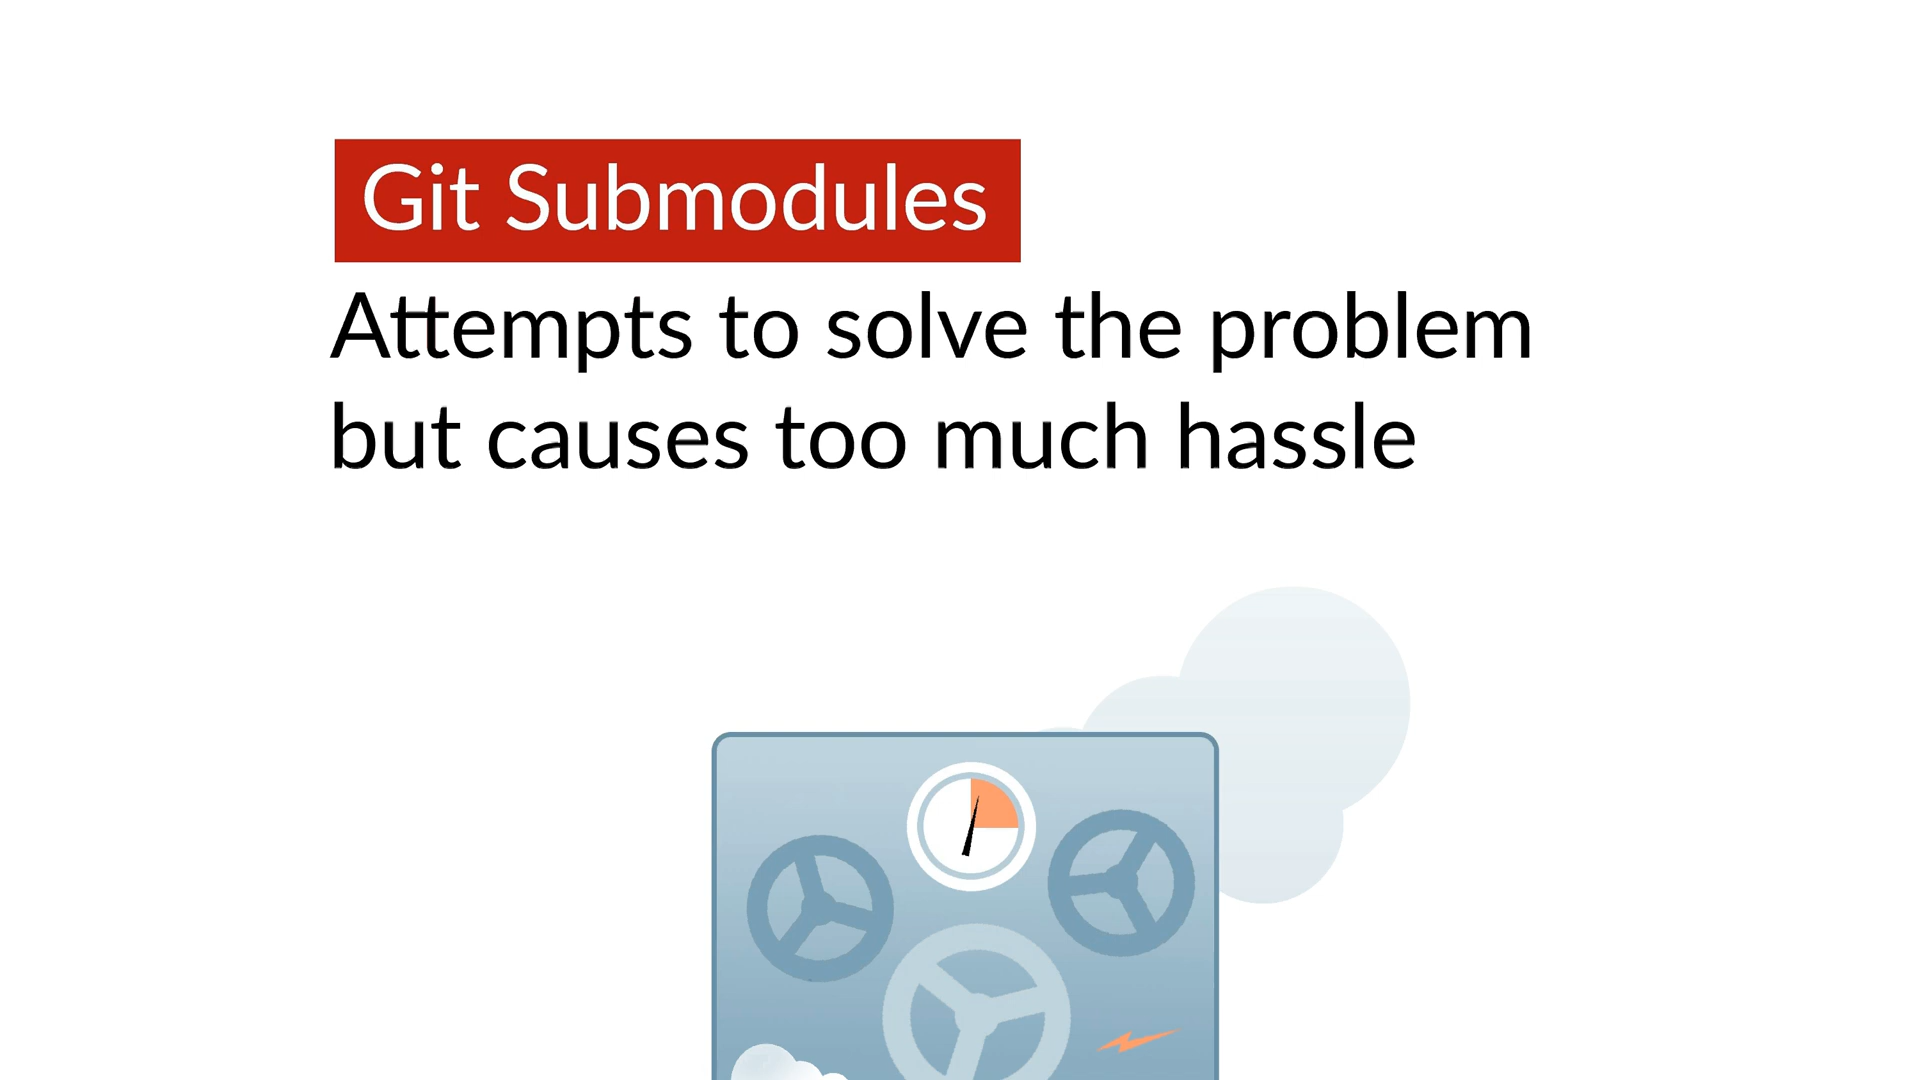 Git Submodules
Attempts to solve the problem
but causes too much hassle